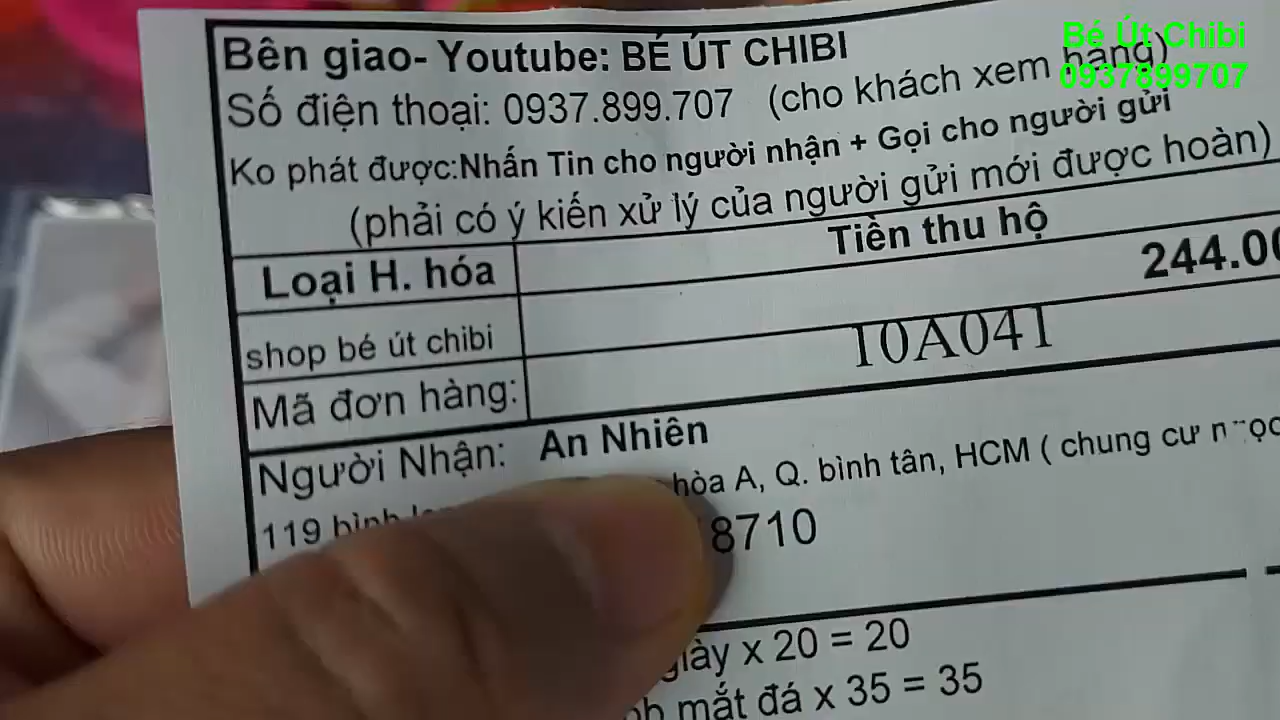 Bé Út Chibi
0937899707
Bên giao- Youtube: BÉ ÚT CHIBI
Số điện thoại: 0937.899.707 (cho khách xem hàng)
Ko phát được:Nhắn Tin cho người nhận + Gọi cho người gửi
(phải có ý kiến xử lý của người gửi mới được hoàn)
Loại H. hóa Tiền thu hộ
shop bé út chibi 244.00
Mã đơn hàng: 10A041
Người Nhận: An Nhiên
119 bình hòa A, Q. bình tân, HCM ( chung cư
8710
x 20 = 20
mắt đá x 35 = 35